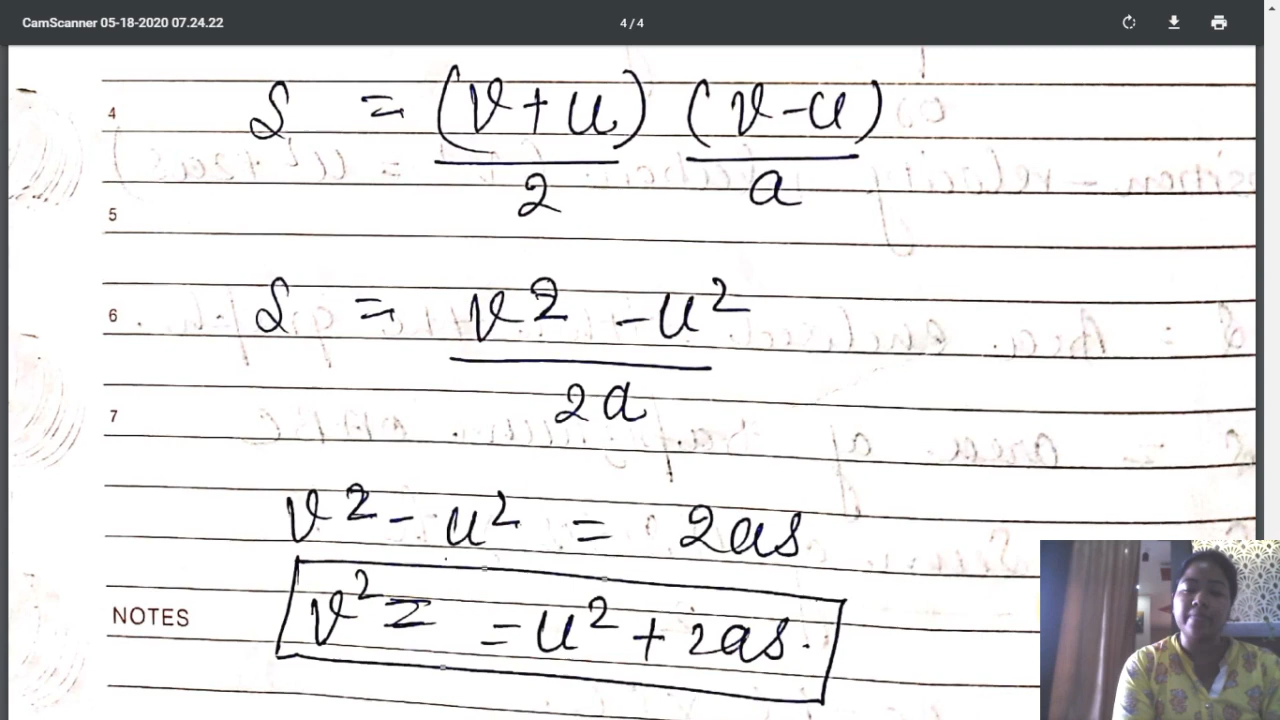 CamScanner 05-18-2020 07.24.22
4 / 4
4
S = (v+u) (v-u)
2 a
5
6
S = v² - u²
2a
7
v² - u² = 2as
NOTES
v² = = u² + 2as.